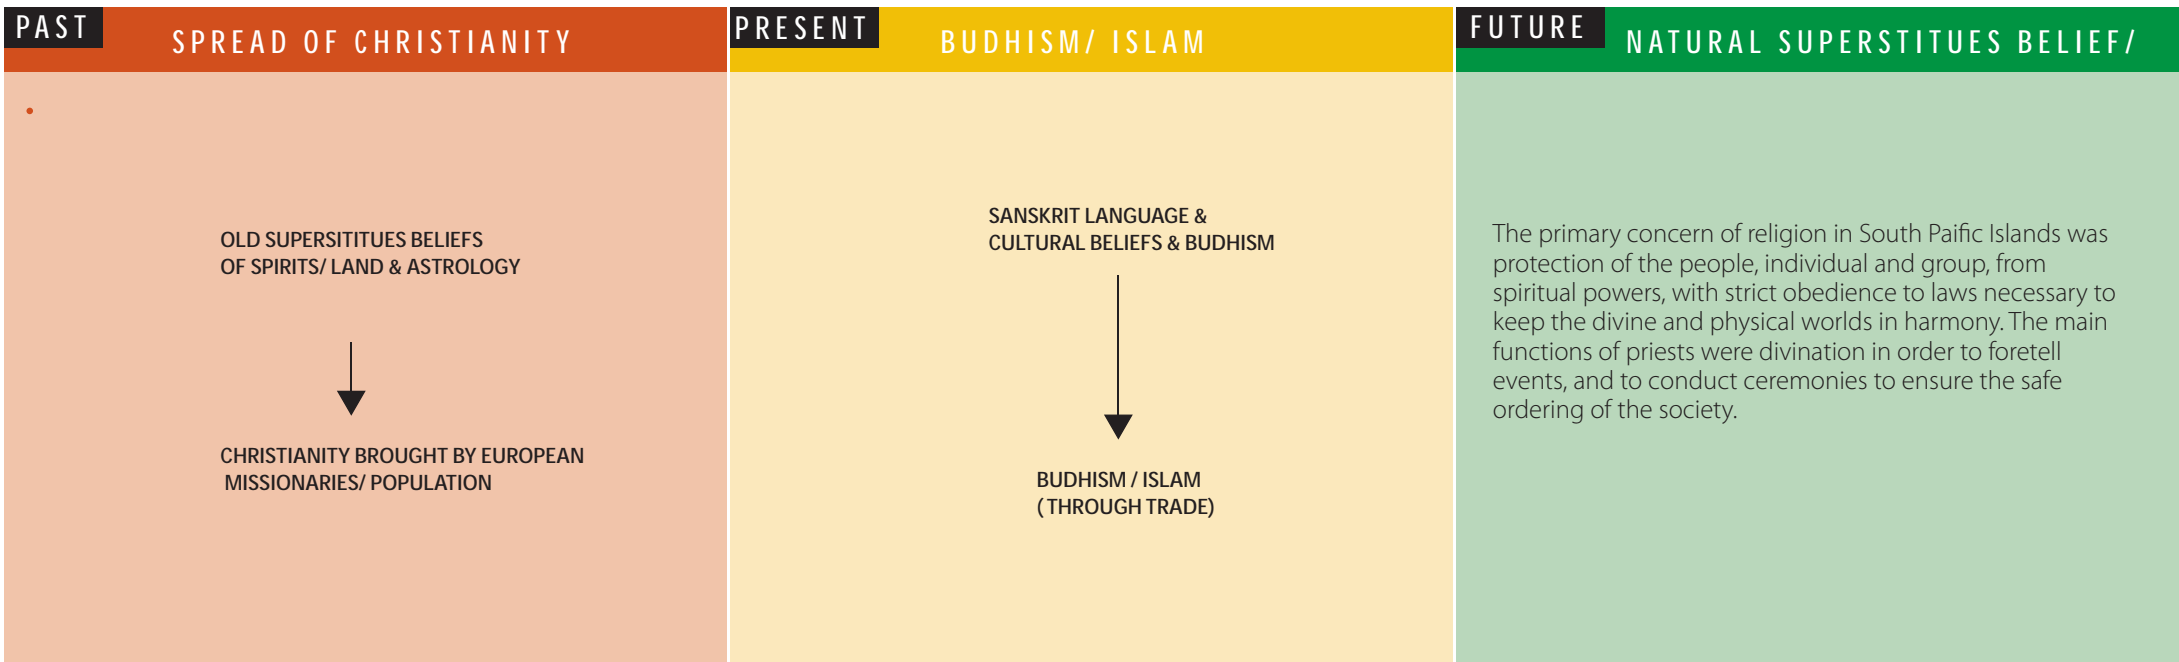 PAST
SPREAD OF CHRISTIANITY
OLD SUPERSITITUES BELIEFS
OF SPIRITS/ LAND & ASTROLOGY
CHRISTIANITY BROUGHT BY EUROPEAN
MISSIONARIES/ POPULATION
PRESENT
BUDHISM/ ISLAM
SANSKRIT LANGUAGE &
CULTURAL BELIEFS & BUDHISM
BUDHISM / ISLAM
( THROUGH TRADE)
FUTURE
NATURAL SUPERSTITUES BELIEF/
The primary concern of religion in South Paific Islands was
protection of the people, individual and group, from
spiritual powers, with strict obedience to laws necessary to
keep the divine and physical worlds in harmony. The main
functions of priests were divination in order to foretell
events, and to conduct ceremonies to ensure the safe
ordering of the society.